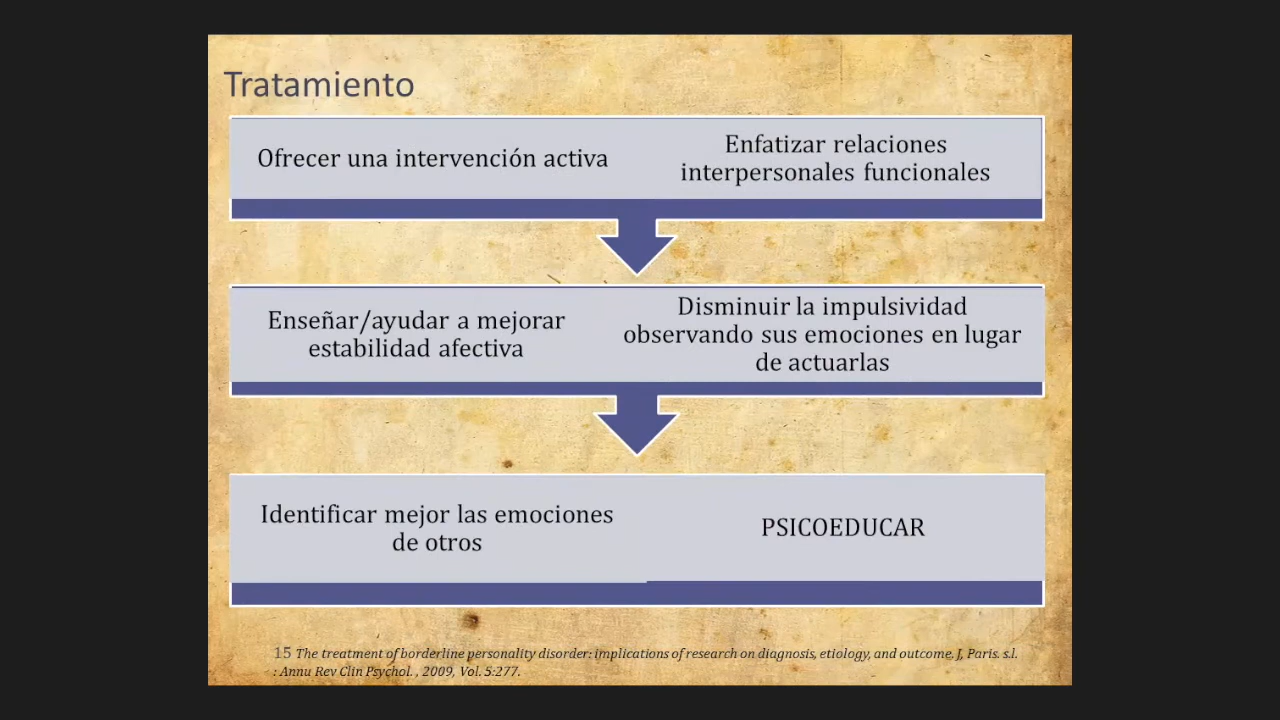 Tratamiento
Ofrecer una intervención activa
Enfatizar relaciones
interpersonales funcionales
Enseñar/ayudar a mejorar
estabilidad afectiva
Disminuir la impulsividad
observando sus emociones en lugar
de actuarlas
Identificar mejor las emociones
de otros
PSICOEDUCAR
15 The treatment of borderline personality disorder: implications of research on diagnosis, etiology, and outcome. J, Paris. s.l.
: Annu Rev Clin Psychol. , 2009, Vol. 5:277.